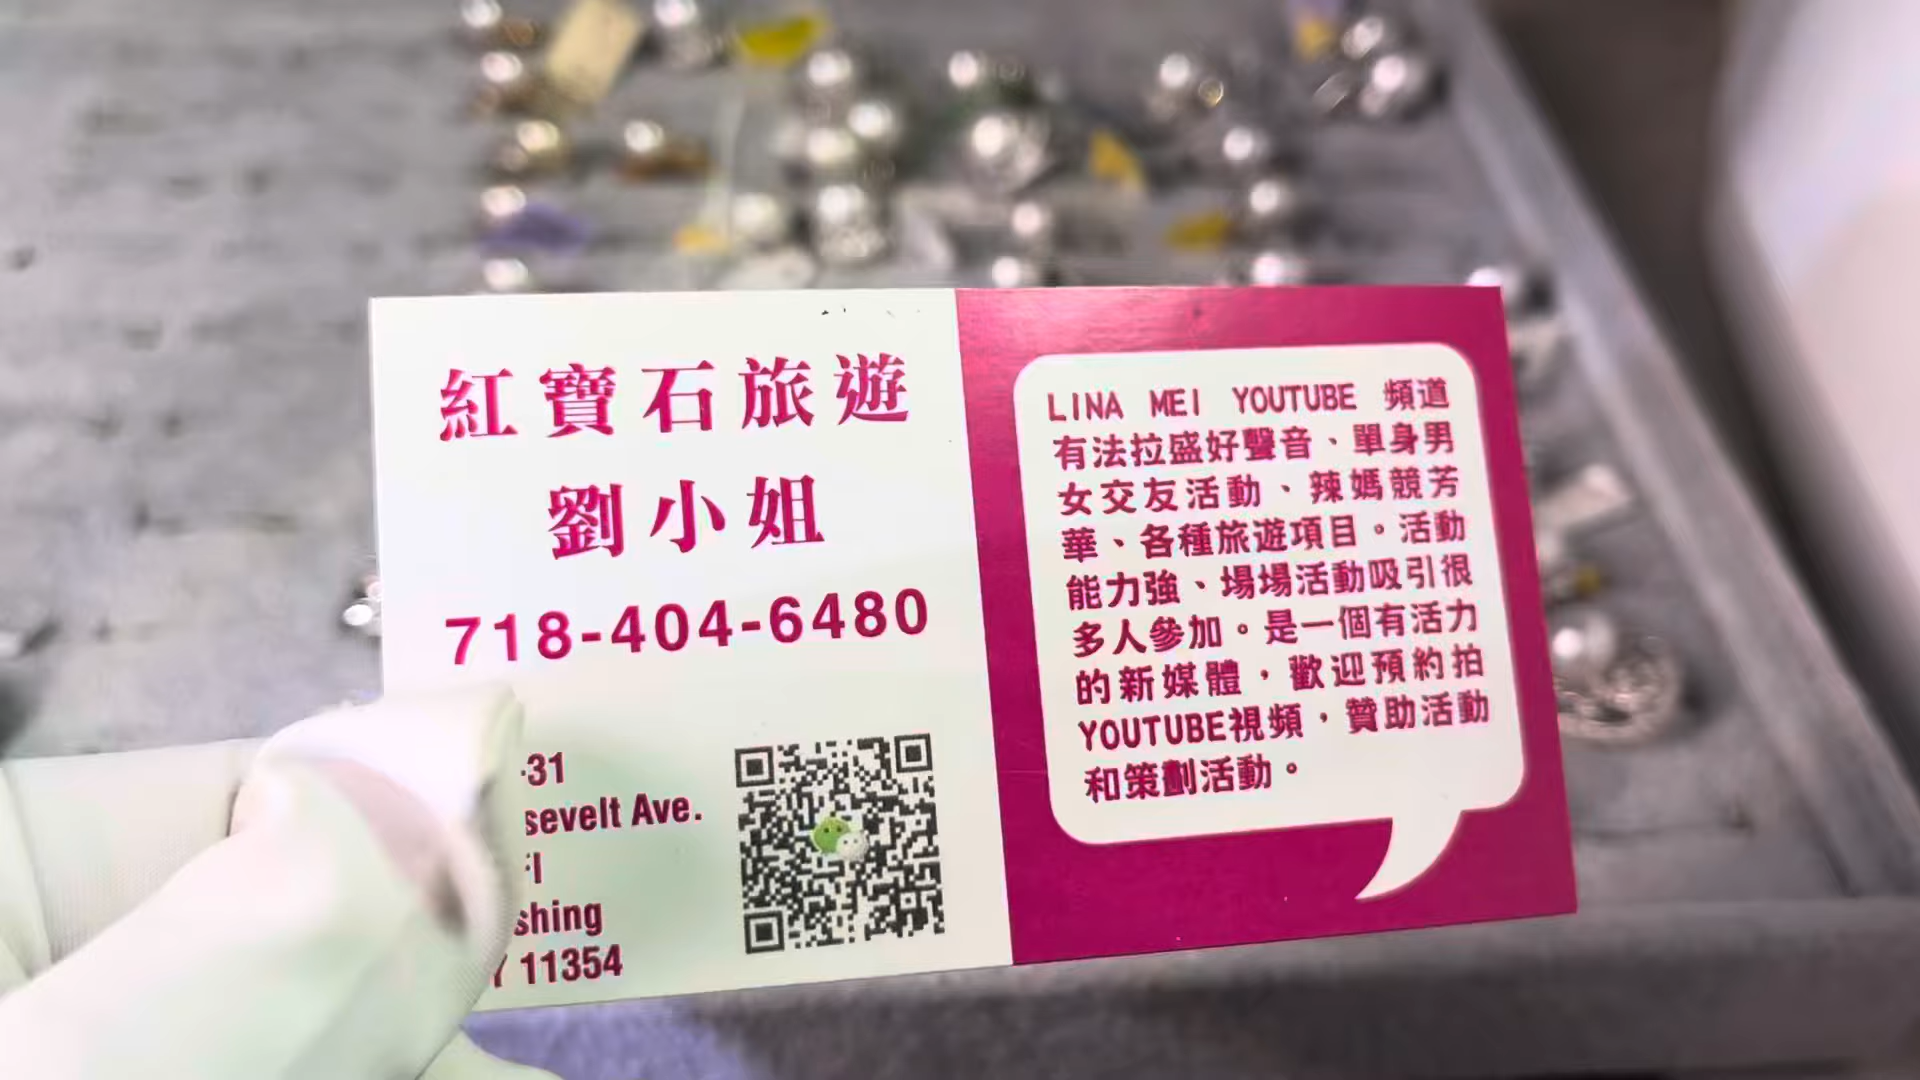 紅寶石旅遊
劉小姐
718-404-6480
-31
sevelt Ave.
shing
11354
LINA MEI YOUTUBE 頻道
有法拉盛好聲音、單身男
女交友活動、辣媽競芳
華、各種旅遊項目。活動
能力強、場場活動吸引很
多人參加。是一個有活力
的新媒體，歡迎預約拍
YOUTUBE視頻，贊助活動
和策劃活動。